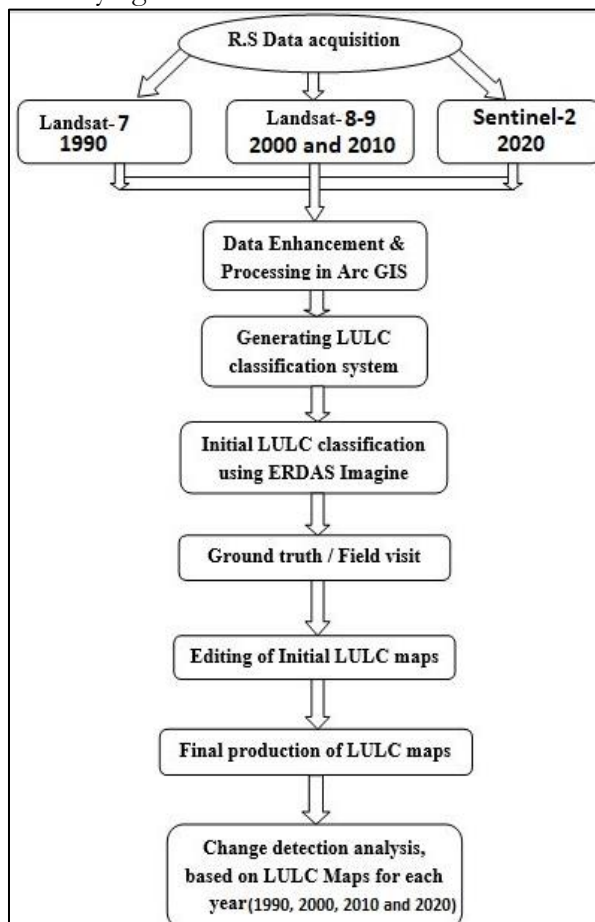 R.S Data acquisition
Landsat-7
1990
Landsat-8-9
2000 and 2010
Sentinel-2
2020
Data Enhancement &
Processing in Arc GIS
Generating LULC
classification system
Initial LULC classification
using ERDAS Imagine
Ground truth / Field visit
Editing of Initial LULC maps
Final production of LULC maps
Change detection analysis,
based on LULC Maps for each
year(1990, 2000, 2010 and 2020)